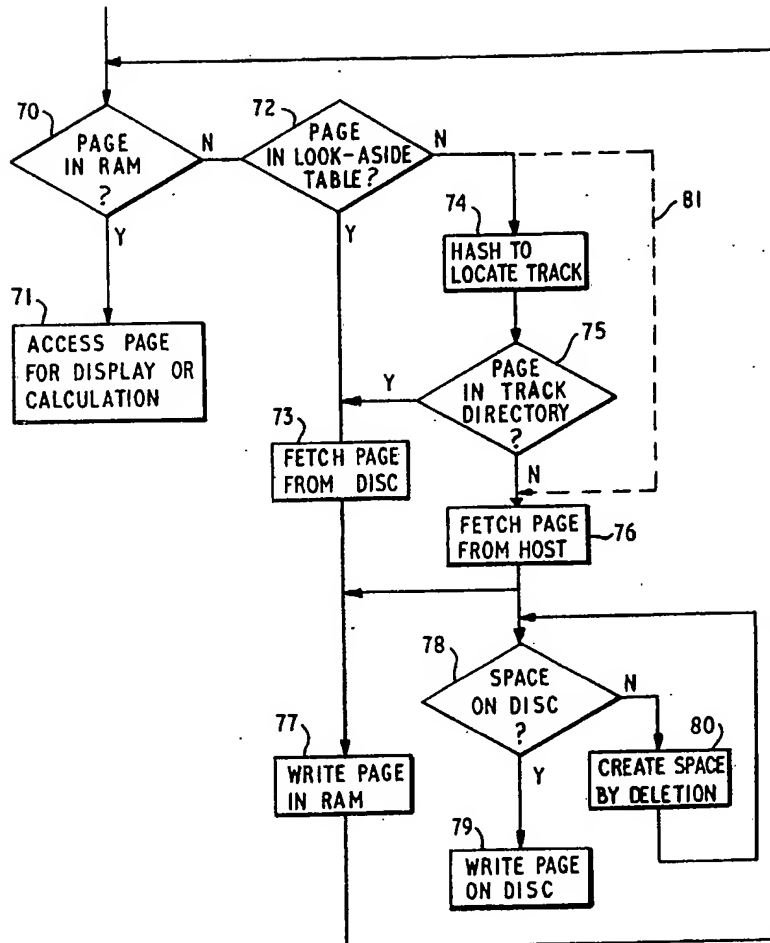 70
PAGE
IN RAM
?
N
Y
72
PAGE
IN LOOK-ASIDE
TABLE?
N
Y
81
74
HASH TO
LOCATE TRACK
71
ACCESS PAGE
FOR DISPLAY OR
CALCULATION
75
PAGE
IN TRACK
DIRECTORY
?
Y
N
73
FETCH PAGE
FROM DISC
FETCH PAGE
FROM HOST
76
78
SPACE
ON DISC
?
N
Y
77
WRITE PAGE
IN RAM
80
CREATE SPACE
BY DELETION
79
WRITE PAGE
ON DISC